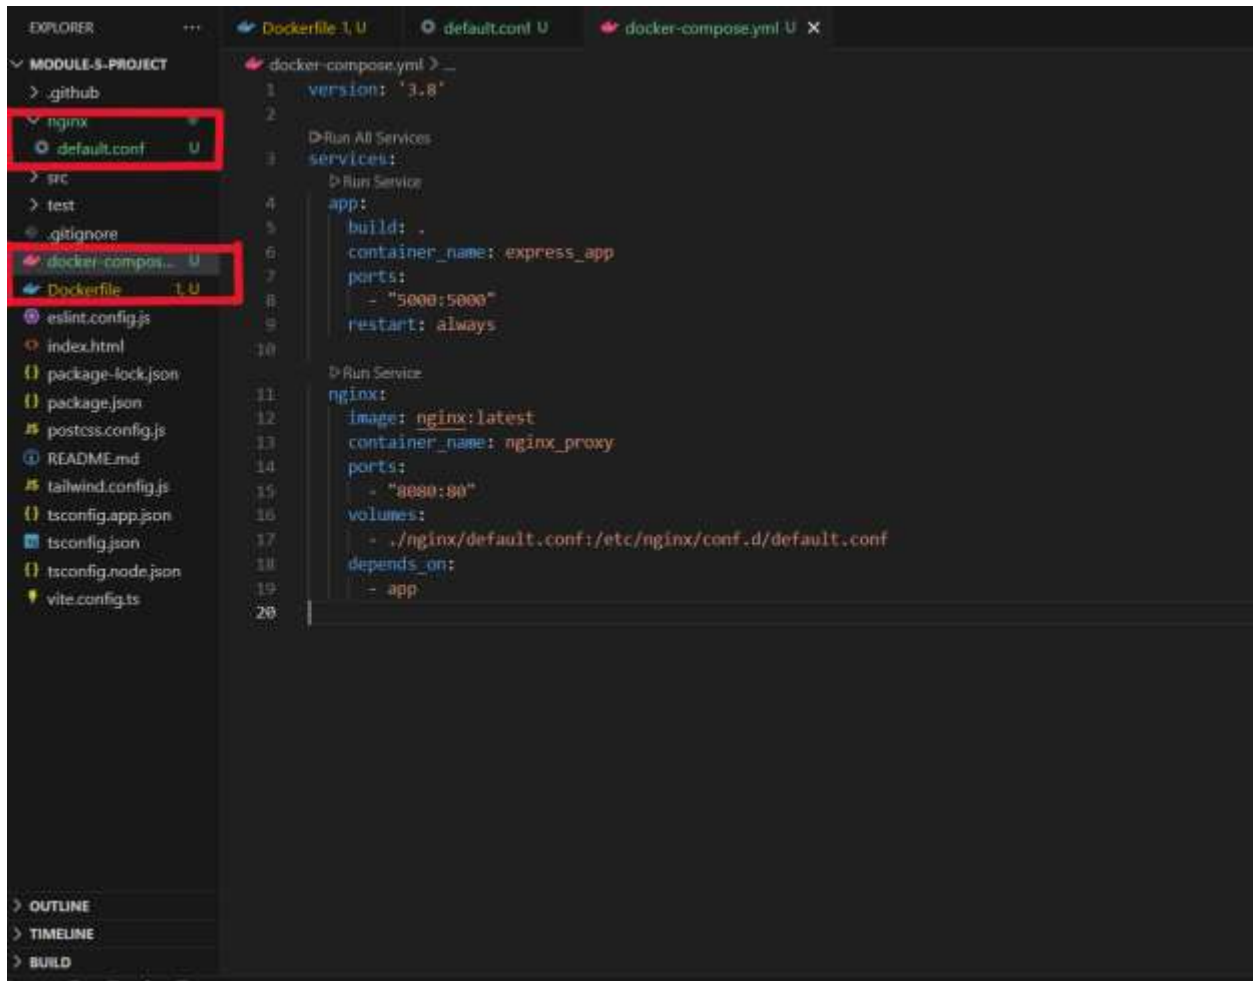 EXPLORER ...
MODULE-5-PROJECT
.github
nginx
default.conf U
src
test
.gitignore
docker-compos... U
Dockerfile 1, U
eslint.config.js
index.html
package-lock.json
package.json
postcss.config.js
README.md
tailwind.config.js
tsconfig.app.json
tsconfig.json
tsconfig.node.json
vite.config.ts
OUTLINE
TIMELINE
BUILD
Dockerfile 1, U default.conf U docker-compose.yml U
docker-compose.yml > ...
1 version: '3.8'
2
Run All Services
3 services:
Run Service
4 app:
5 build: .
6 container_name: express_app
7 ports:
8 - "5000:5000"
9 restart: always
10
Run Service
11 nginx:
12 image: nginx:latest
13 container_name: nginx_proxy
14 ports:
15 - "8080:80"
16 volumes:
17 - ./nginx/default.conf:/etc/nginx/conf.d/default.conf
18 depends_on:
19 - app
20